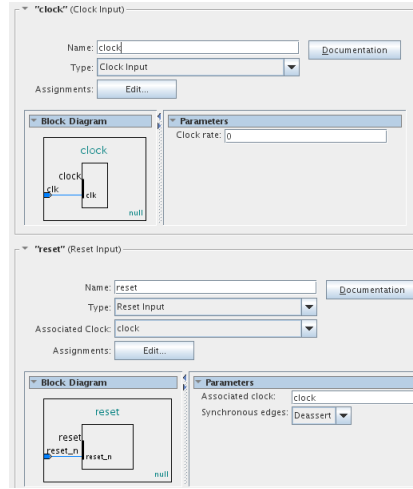 "clock" (Clock Input)
Name: clock
Documentation
Type: Clock Input
Assignments: Edit...
Block Diagram
clock
clock
clk
clk
null
Parameters
Clock rate: 0
"reset" (Reset Input)
Name: reset
Documentation
Type: Reset Input
Associated Clock: clock
Assignments: Edit...
Block Diagram
reset
reset
reset_n
reset_n
null
Parameters
Associated clock: clock
Synchronous edges: Deassert